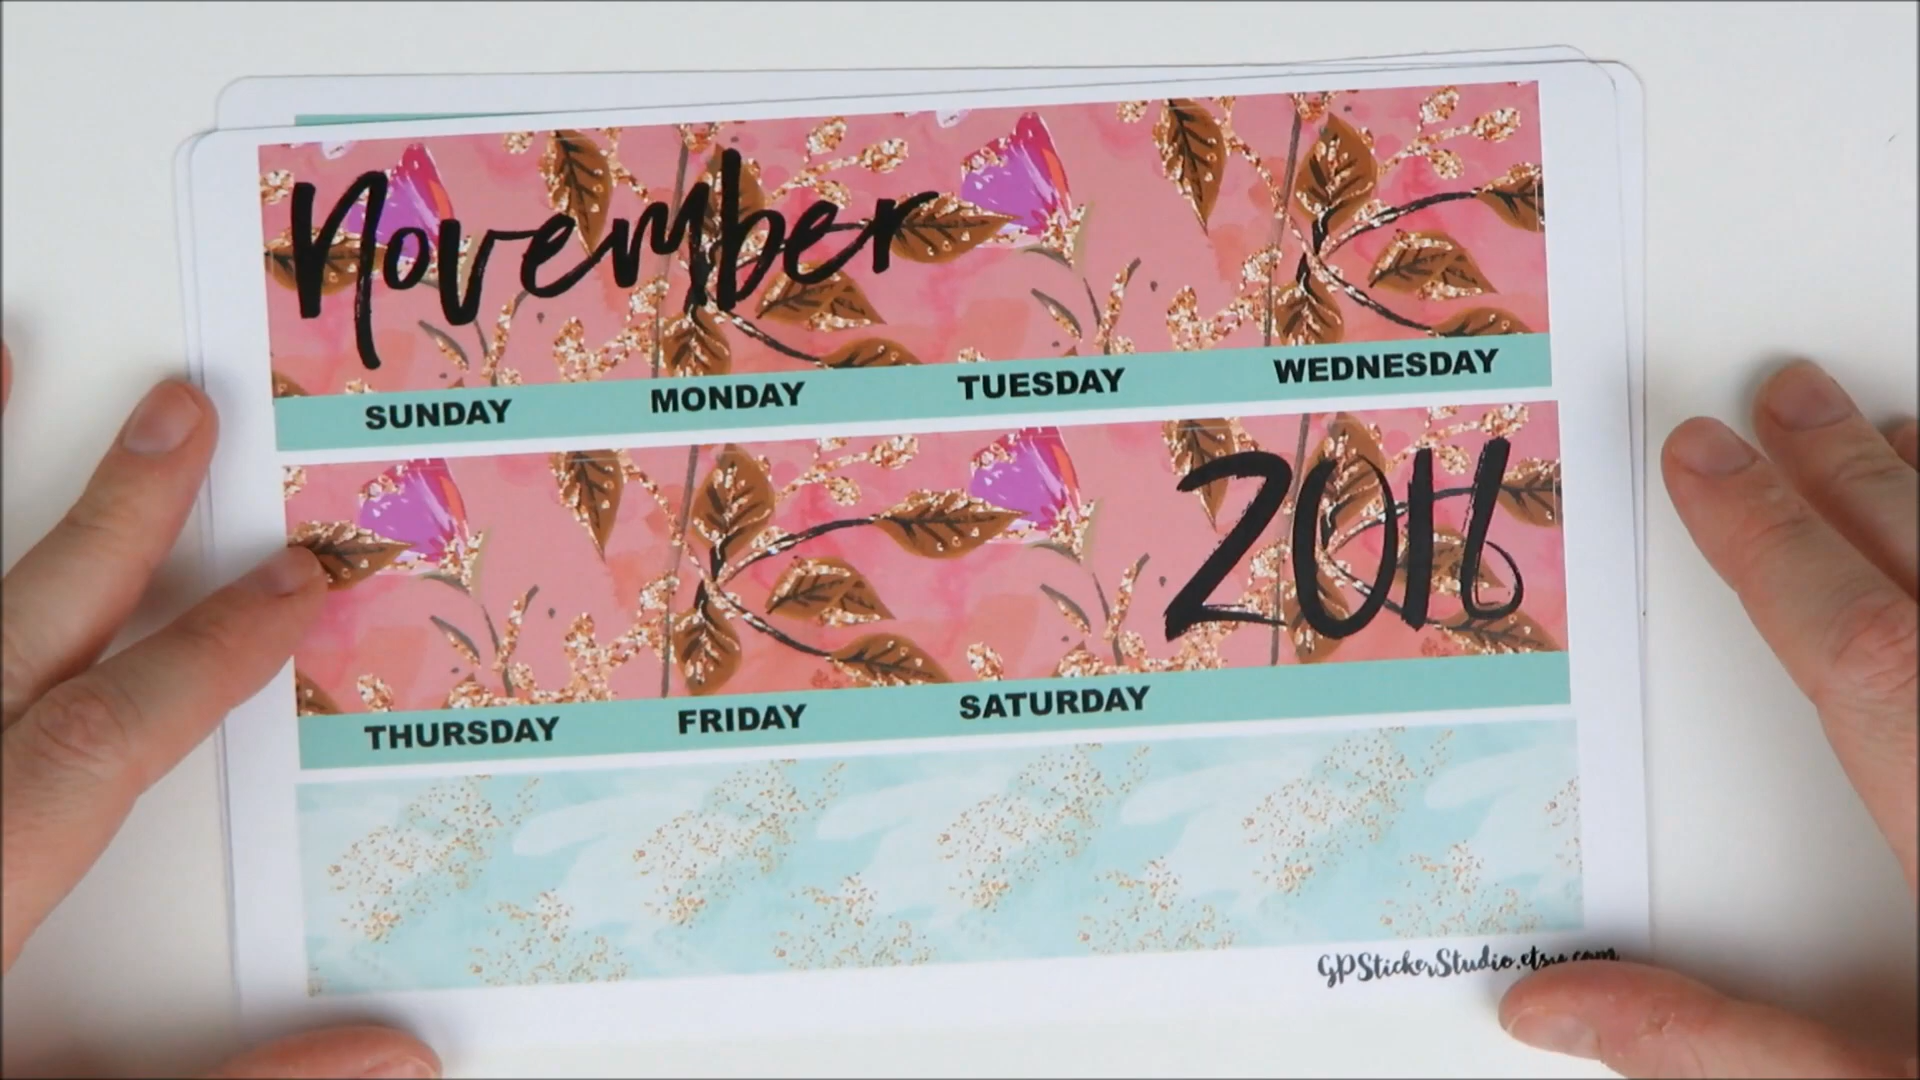 November
SUNDAY MONDAY TUESDAY WEDNESDAY
2016
THURSDAY FRIDAY SATURDAY
GPStickerStudio.etsy.com